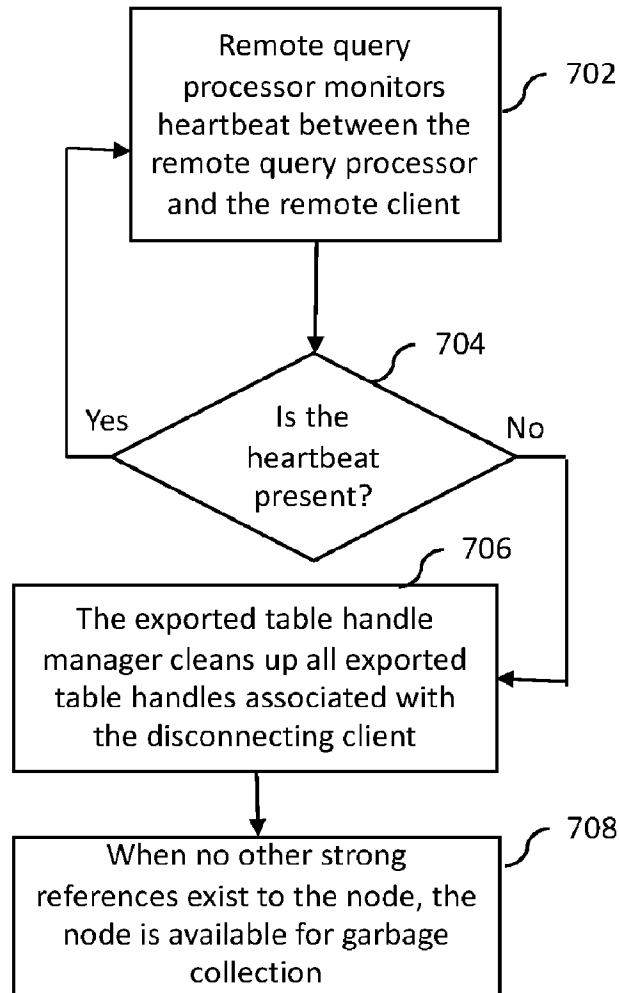 Remote query
processor monitors
heartbeat between the
remote query processor
and the remote client
702
704
Yes
Is the
heartbeat
present?
No
706
The exported table handle
manager cleans up all exported
table handles associated with
the disconnecting client
708
When no other strong
references exist to the node, the
node is available for garbage
collection